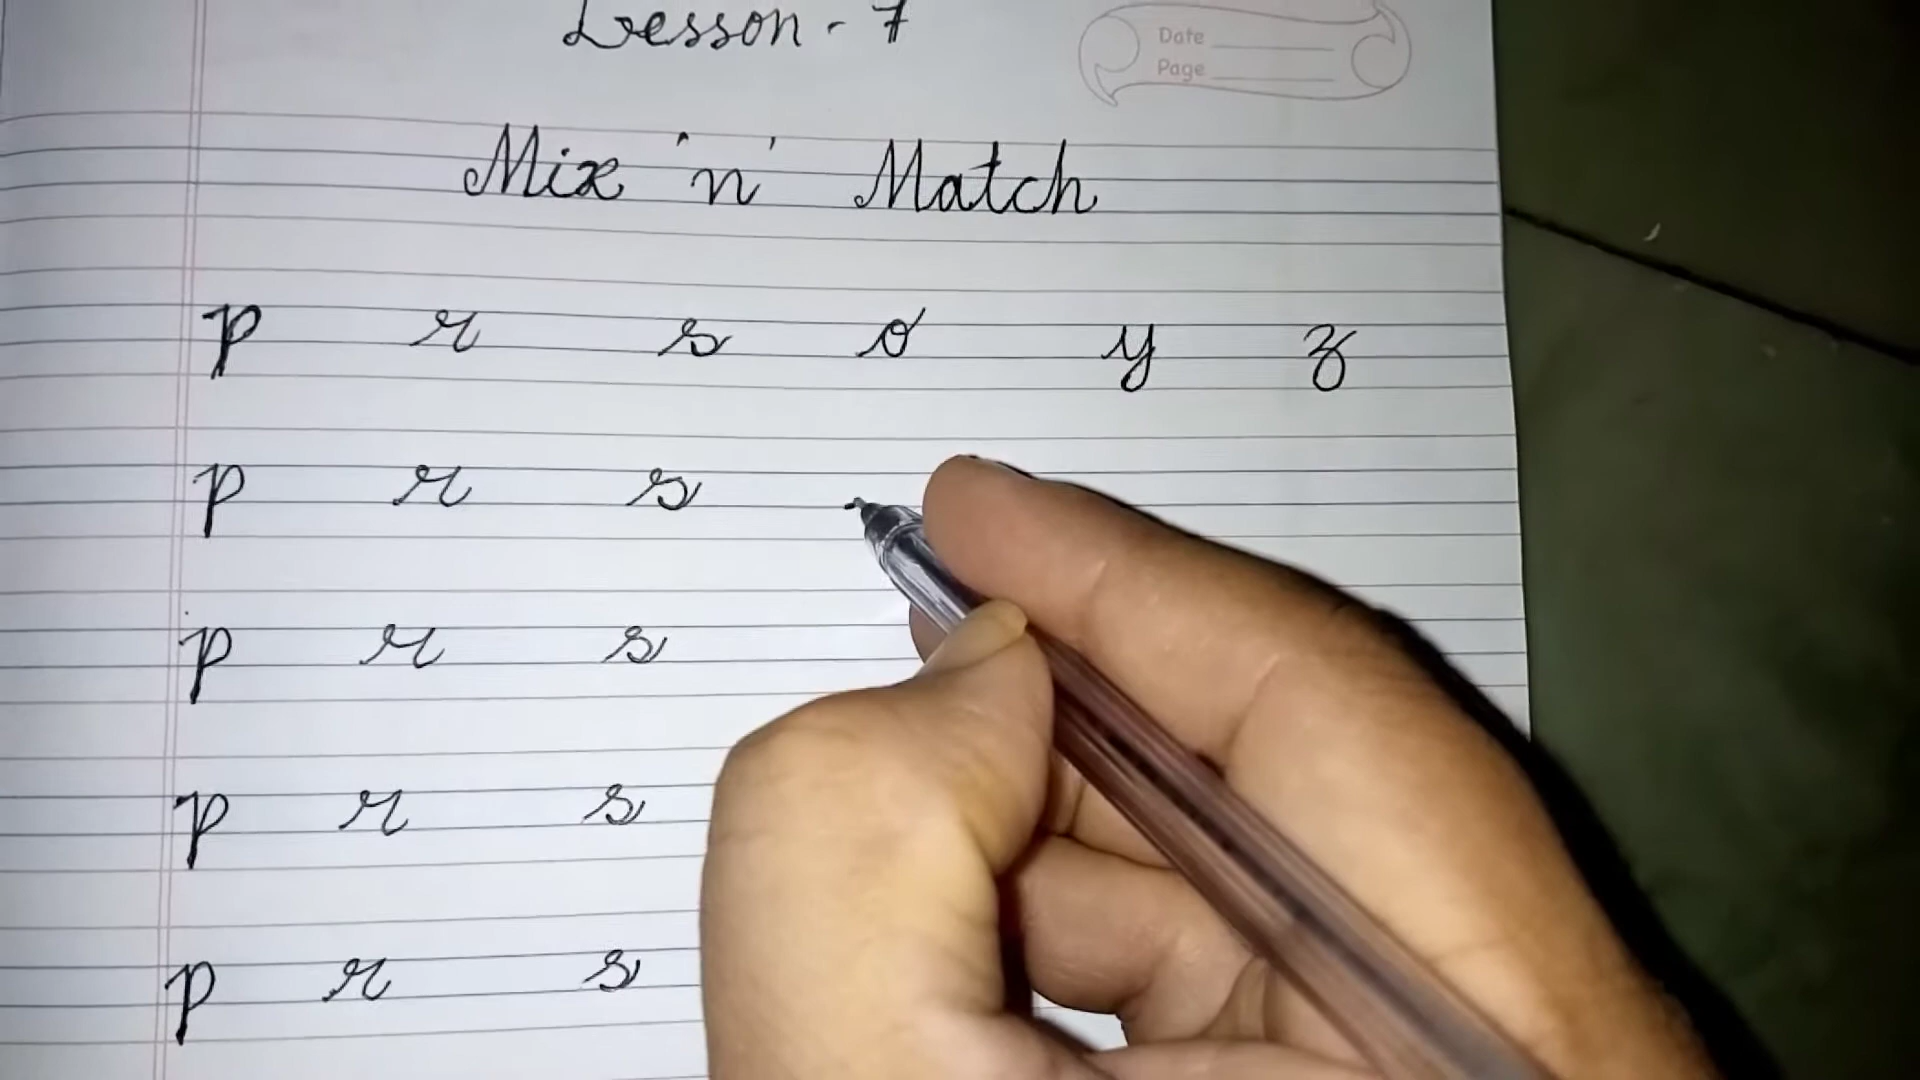 Lesson - 7
Date
Page
Mix 'n' Match
p r s o y z
p r s
p r s
p r s
p r s